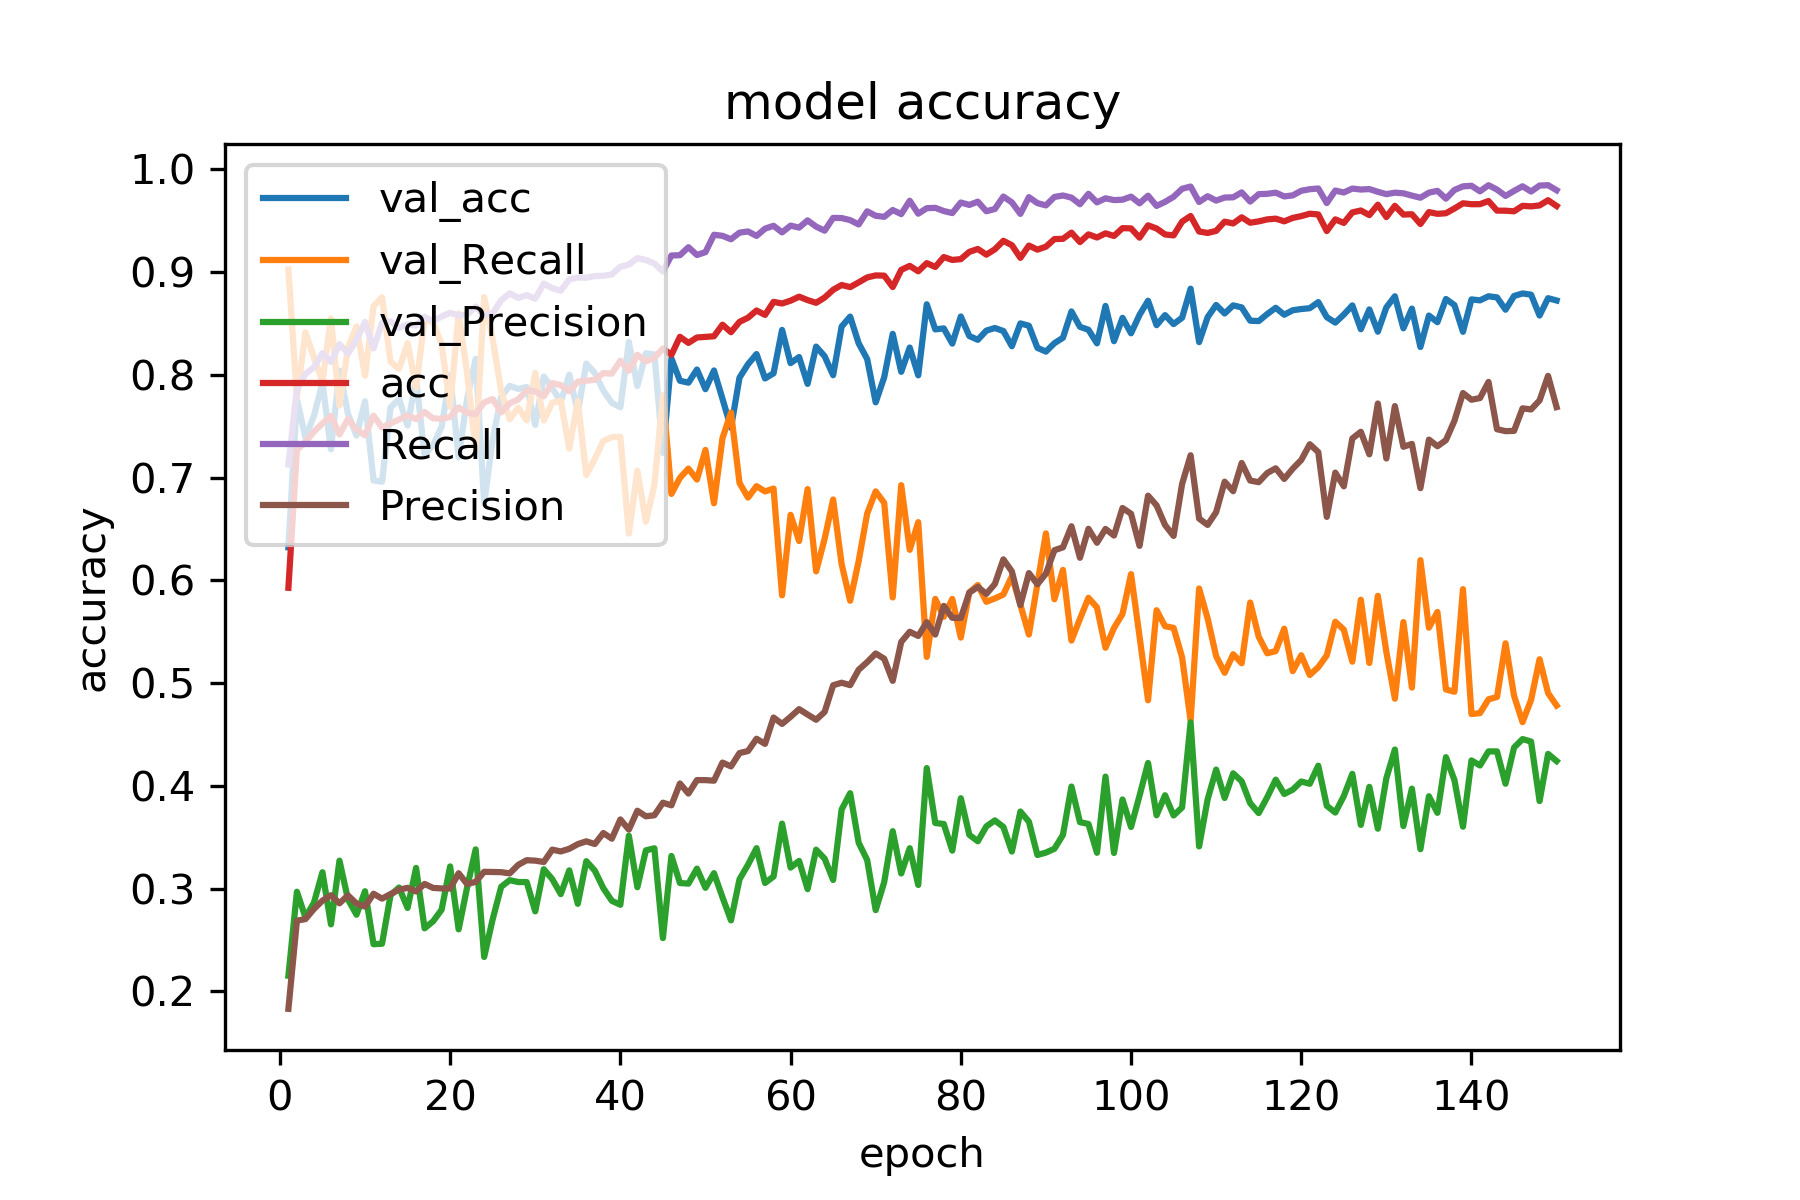 model accuracy
accuracy
1.0
0.9
0.8
0.7
0.6
0.5
0.4
0.3
0.2
val_acc
val_Recall
val_Precision
acc
Recall
Precision
0 20 40 60 80 100 120 140
epoch